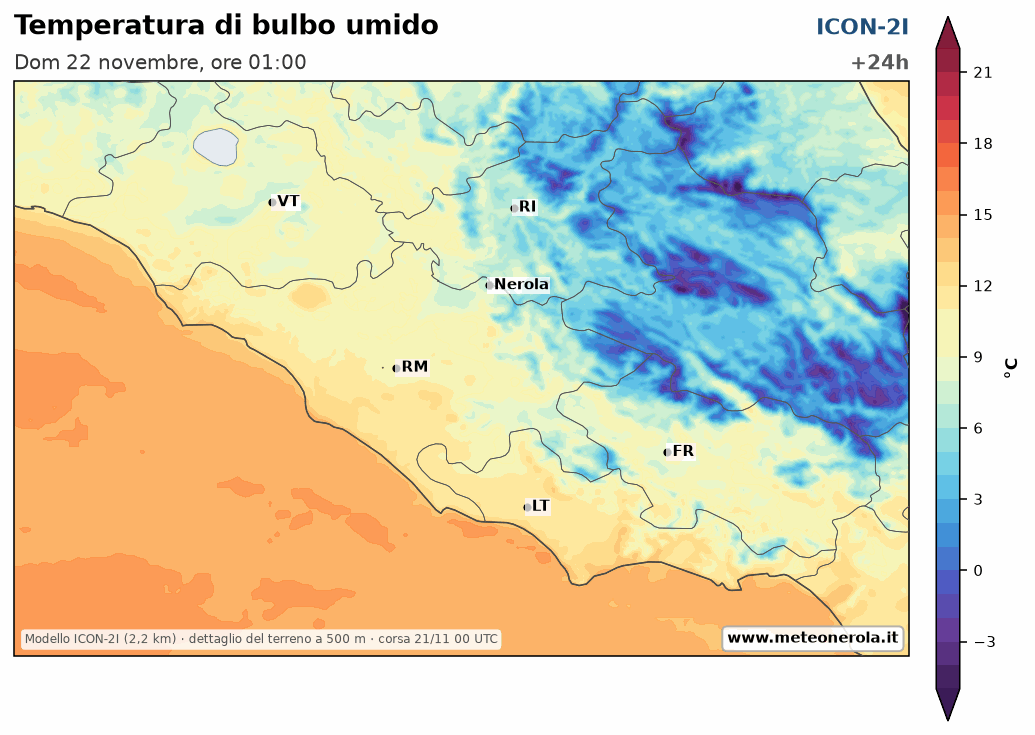 Temperatura di bulbo umido
ICON-2I
Dom 22 novembre, ore 01:00
+24h
21
18
15
12
9
6
3
0
−3
°C
VT
RI
Nerola
RM
FR
LT
Modello ICON-2I (2,2 km) · dettaglio del terreno a 500 m · corsa 21/11 00 UTC
www.meteonerola.it